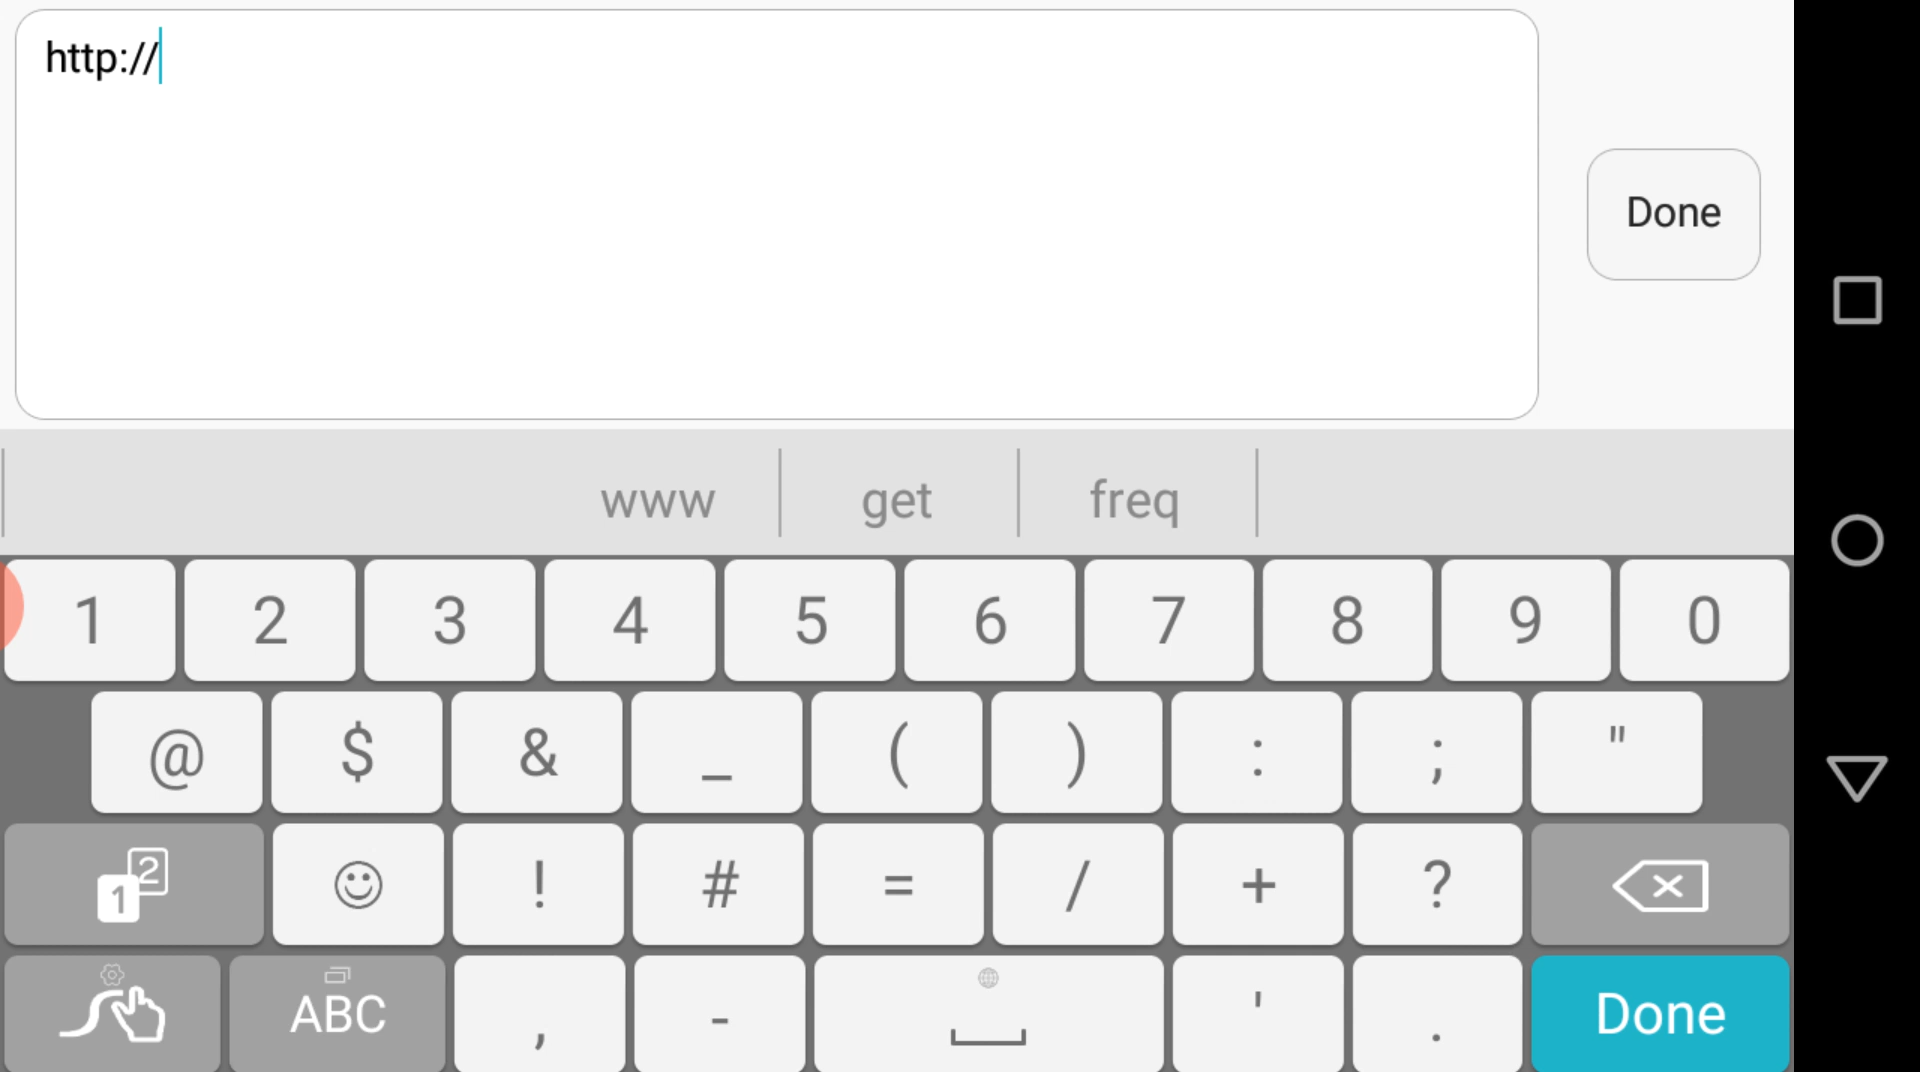 http://
Done
www get freq
1 2 3 4 5 6 7 8 9 0
@ $ & _ ( ) : ; "
1 2 ! # = / + ?
ABC , - ' . Done